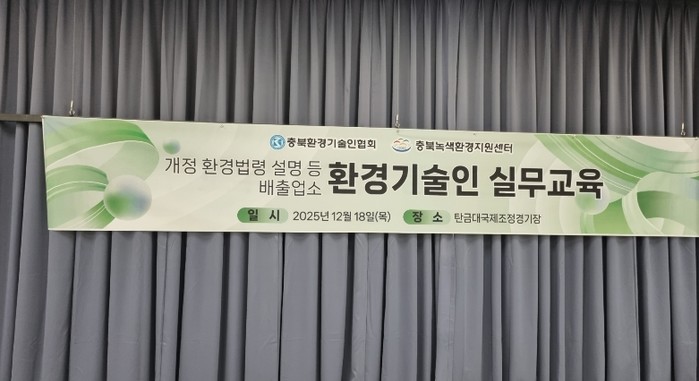 충북환경기술인협회 충북녹색환경지원센터
개정 환경법령 설명 등
배출업소 환경기술인 실무교육
일 시 2025년 12월 18일(목) 장 소 탄금대국제조정경기장